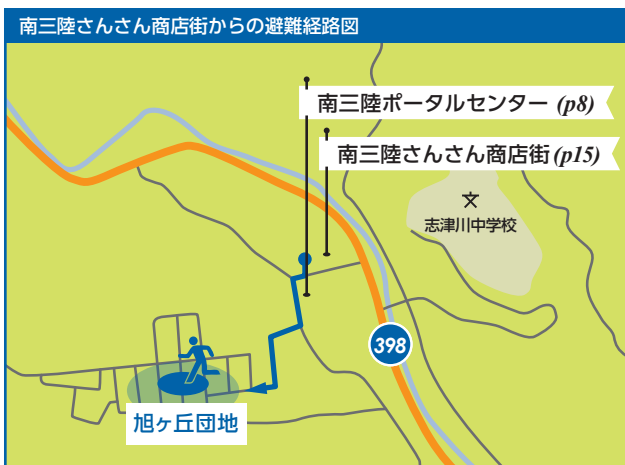 南三陸さんさん商店街からの避難経路図
南三陸ポータルセンター (p8)
南三陸さんさん商店街 (p15)
志津川中学校
398
旭ヶ丘団地